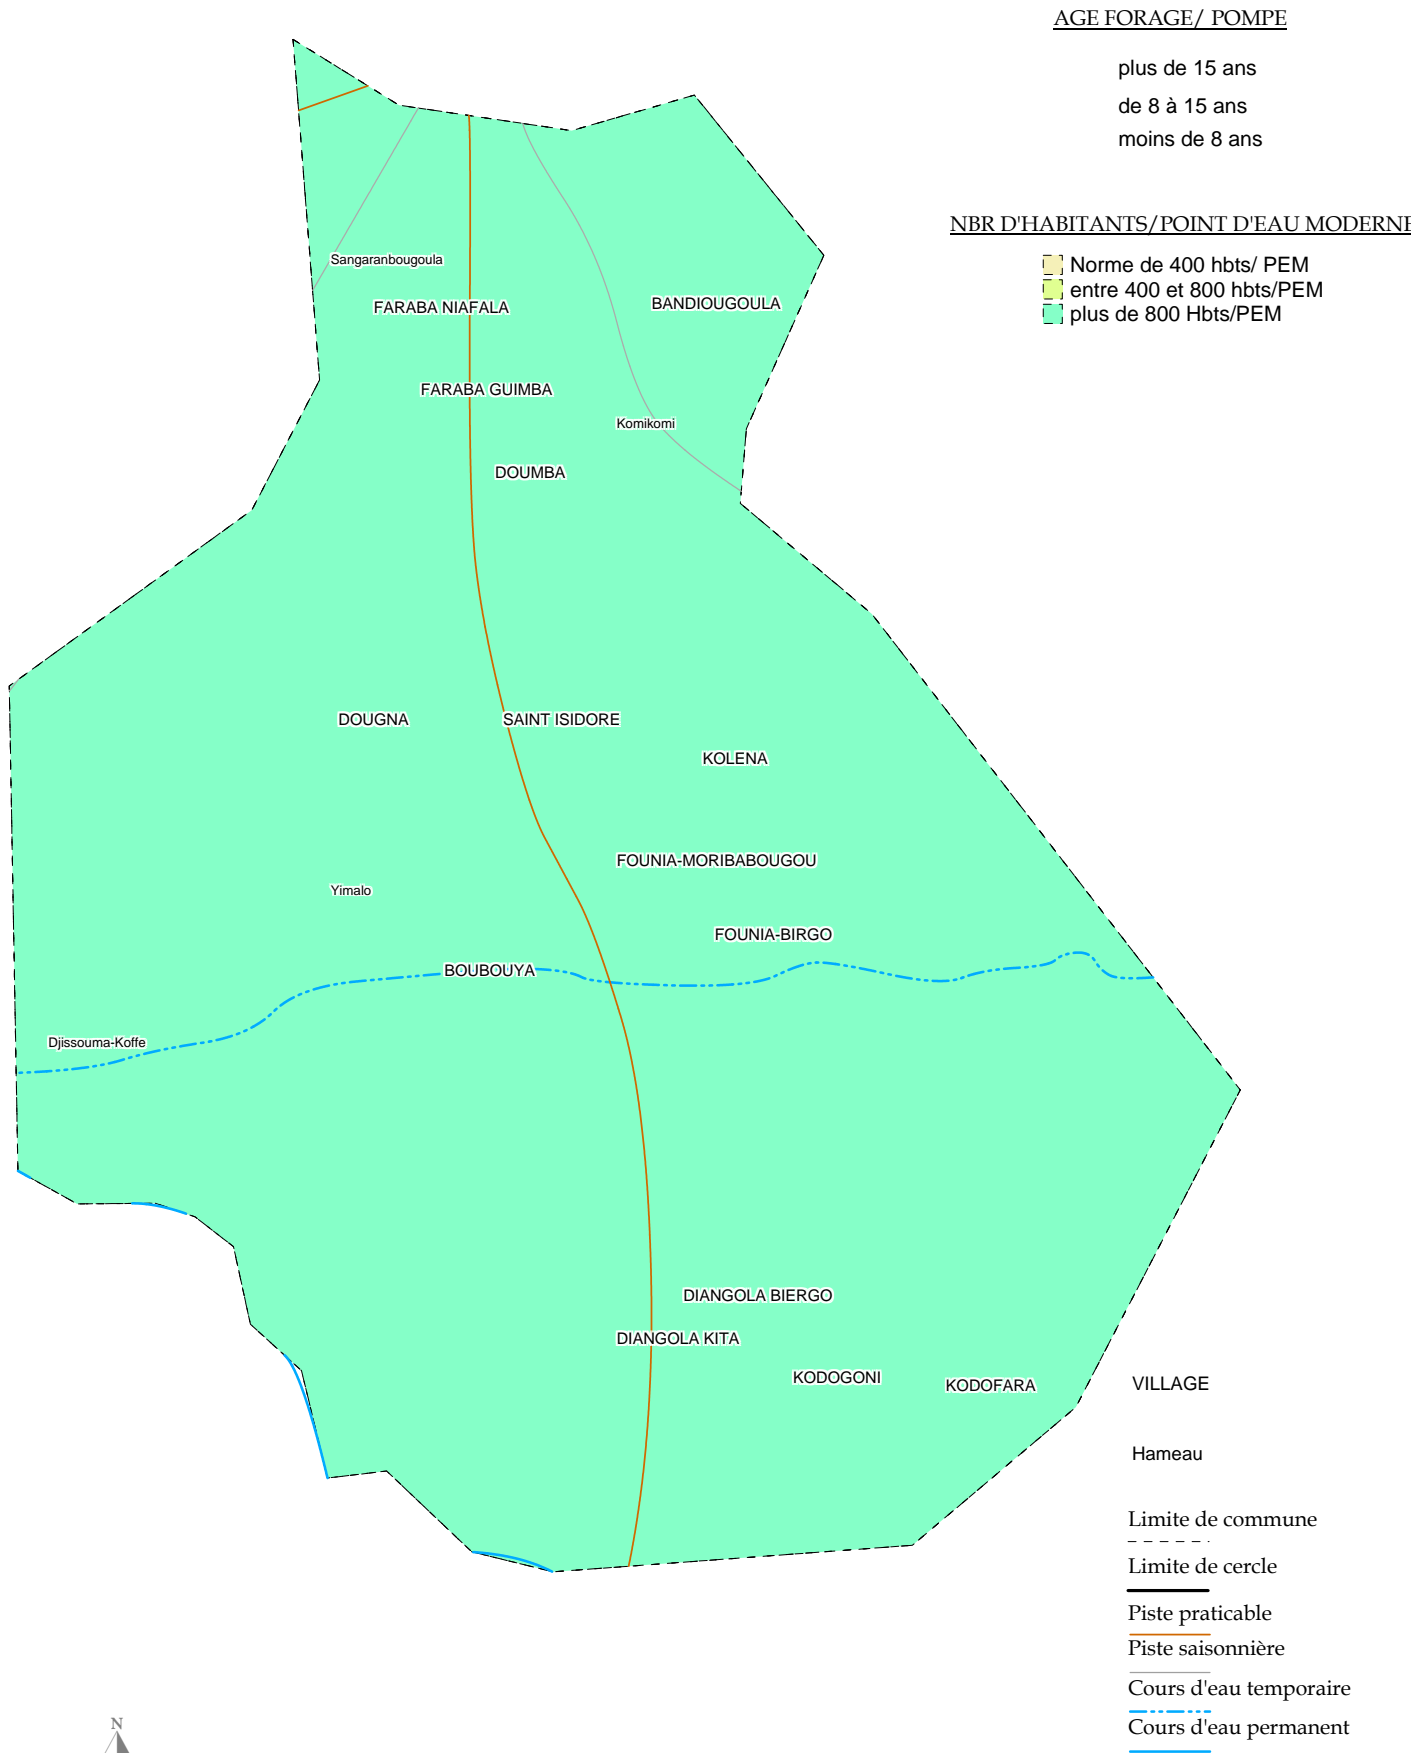 AGE FORAGE/ POMPE
plus de 15 ans
de 8 à 15 ans
moins de 8 ans
NBR D'HABITANTS/POINT D'EAU MODERNE
Norme de 400 hbts/ PEM
entre 400 et 800 hbts/PEM
plus de 800 Hbts/PEM
Sangaranbougoula
FARABA NIAFALA
BANDIOUGOULA
FARABA GUIMBA
Komikomi
DOUMBA
DOUGNA
SAINT ISIDORE
KOLENA
FOUNIA-MORIBABOUGOU
Yimalo
FOUNIA-BIRGO
BOUBOUYA
Djissouma-Koffe
DIANGOLA BIERGO
DIANGOLA KITA
KODOGONI
KODOFARA
VILLAGE
Hameau
Limite de commune
Limite de cercle
Piste praticable
Piste saisonnière
Cours d'eau temporaire
Cours d'eau permanent
N